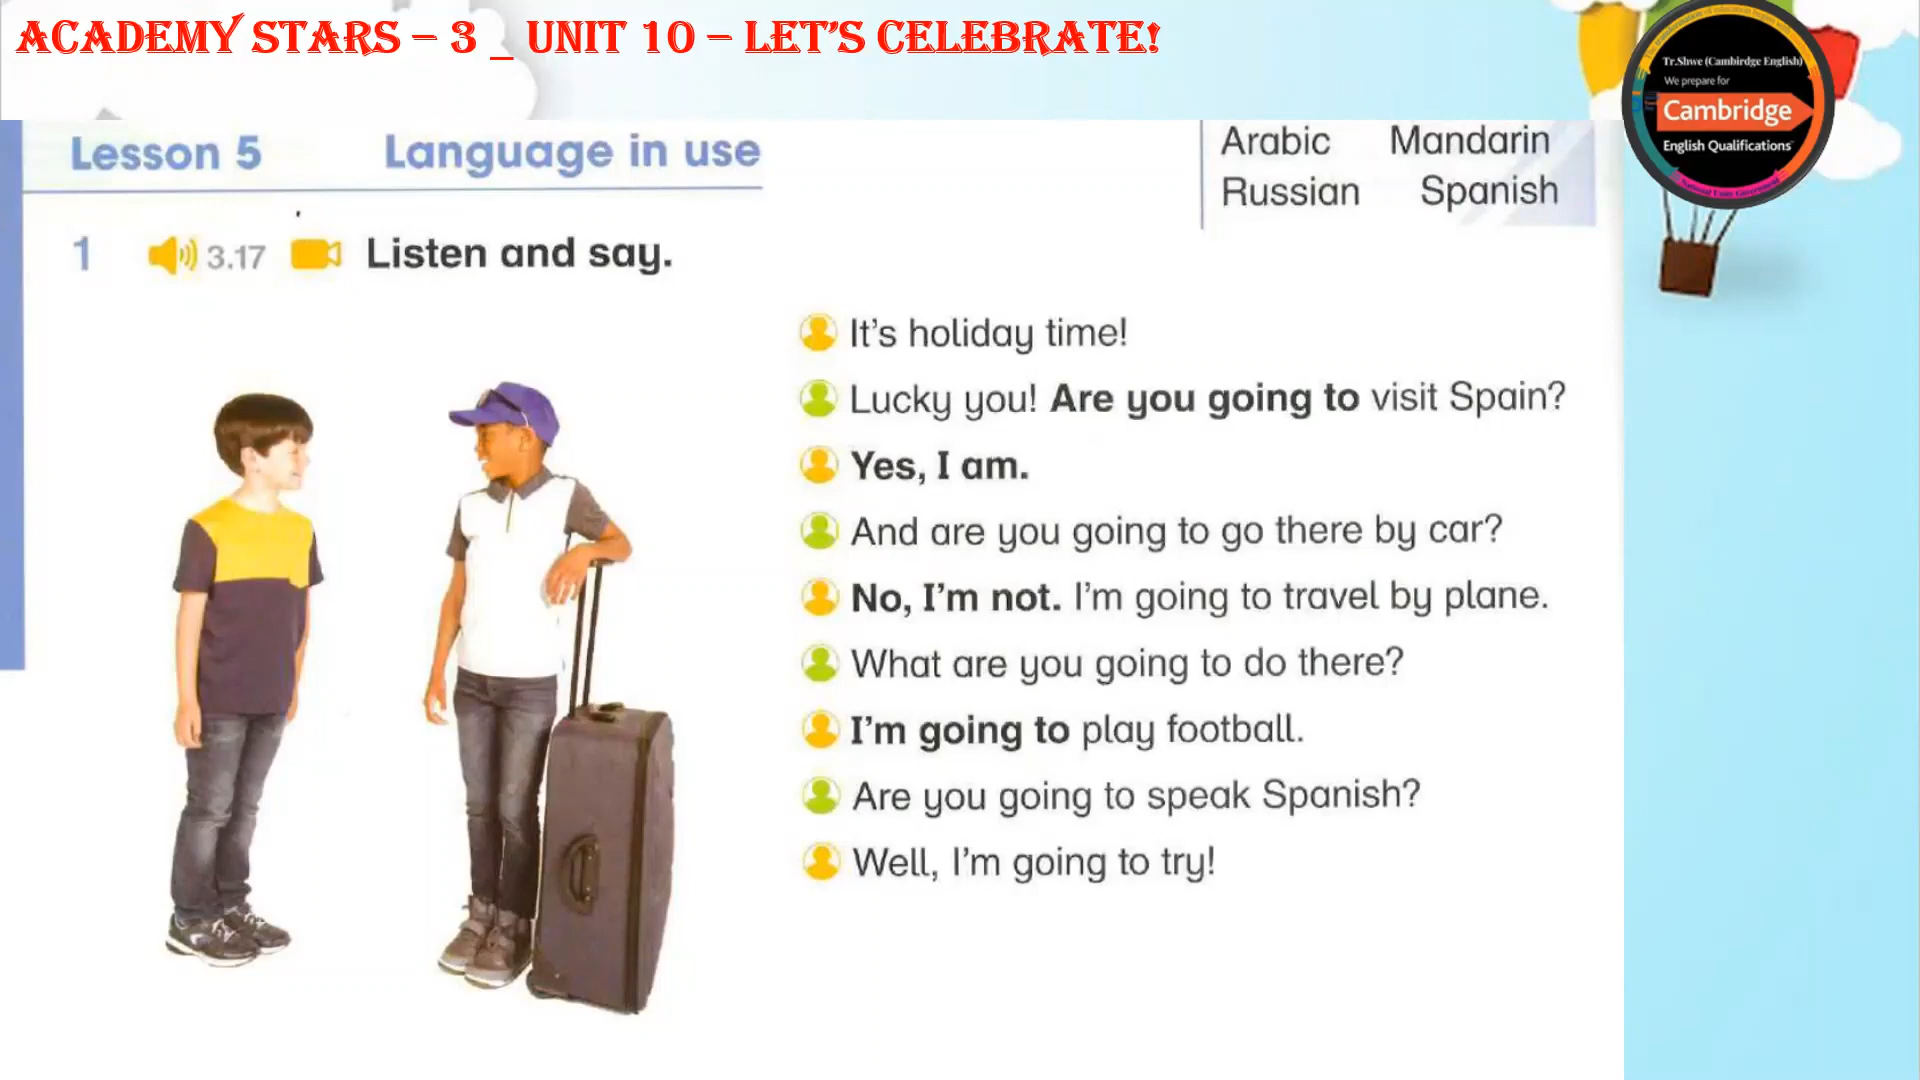 ACADEMY STARS – 3 _ UNIT 10 – LET'S CELEBRATE!
Tr.Shwe (Cambirdge English)
We prepare for
Cambridge
English Qualifications
Lesson 5 Language in use
Arabic Mandarin
Russian Spanish
1 3.17 Listen and say.
It's holiday time!
Lucky you! Are you going to visit Spain?
Yes, I am.
And are you going to go there by car?
No, I'm not. I'm going to travel by plane.
What are you going to do there?
I'm going to play football.
Are you going to speak Spanish?
Well, I'm going to try!